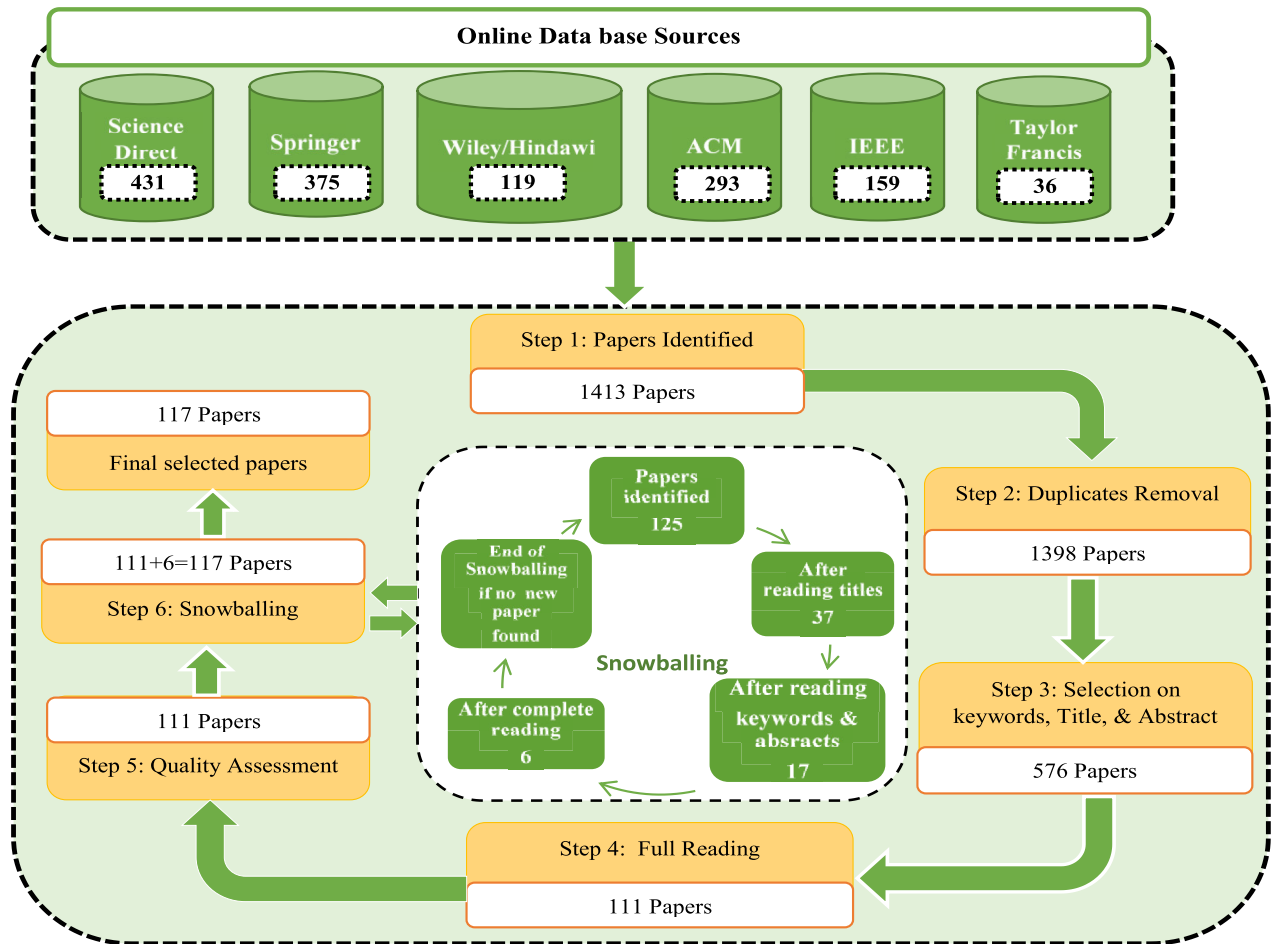 Online Data base Sources
Science
Direct
431
Springer
375
Wiley/Hindawi
119
ACM
293
IEEE
159
Taylor
Francis
36
Step 1: Papers Identified
1413 Papers
Step 2: Duplicates Removal
1398 Papers
Step 3: Selection on
keywords, Title, & Abstract
576 Papers
Step 4: Full Reading
111 Papers
111 Papers
Step 5: Quality Assessment
111+6=117 Papers
Step 6: Snowballing
117 Papers
Final selected papers
Snowballing
Papers
identified
125
After
reading titles
37
After reading
keywords &
absracts
17
After complete
reading
6
End of
Snowballing
if no new
paper
found